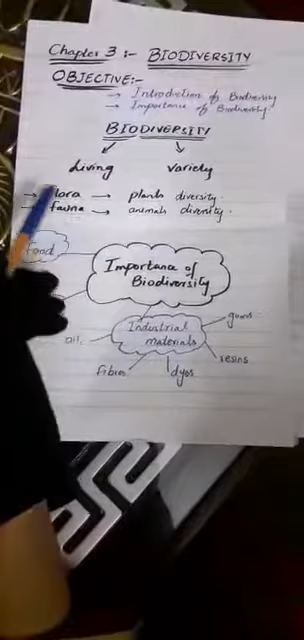 Chapter 3 :- BIODIVERSITY
OBJECTIVE:-
→ Introduction of Biodiversity
→ Importance of Biodiversity.
BIODIVERSITY
Living variety
→ flora → plants diversity.
→ fauna → animals diversity.
Food
Importance of
Biodiversity
Industrial
materials
gums
oil.
resins
fibres
dyes